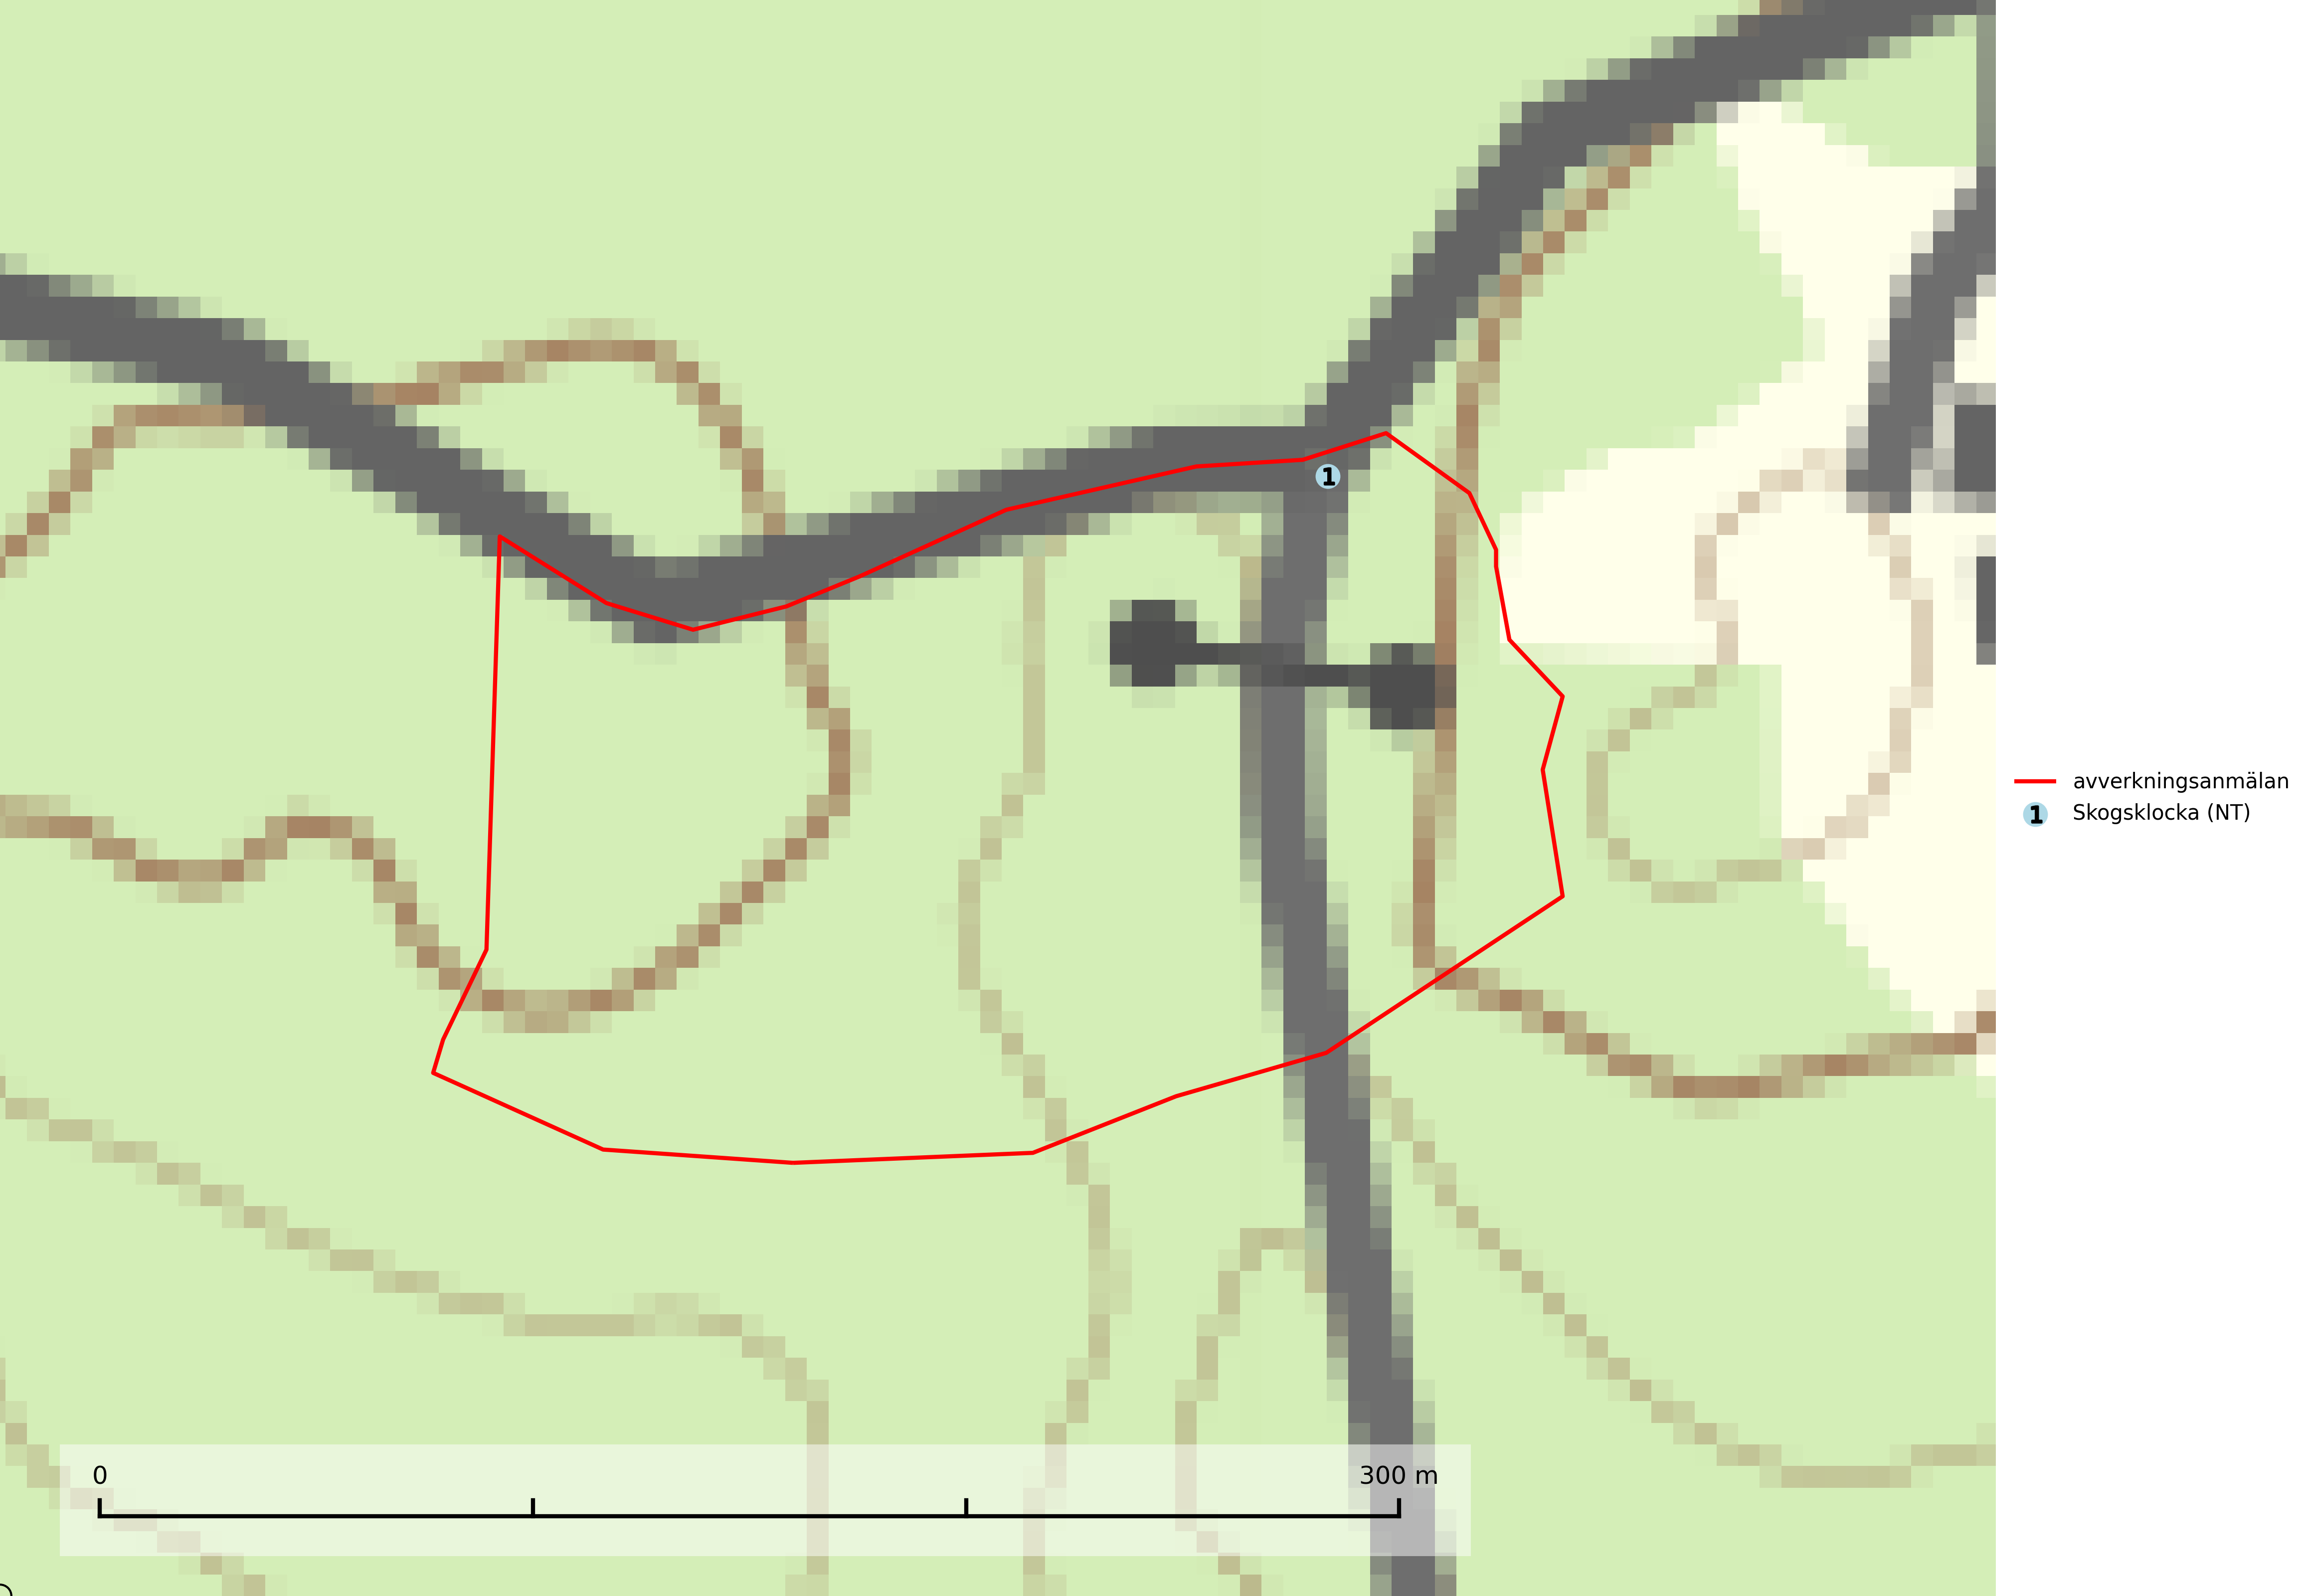 1
avverkningsanmälan
1 Skogsklocka (NT)
0 300 m